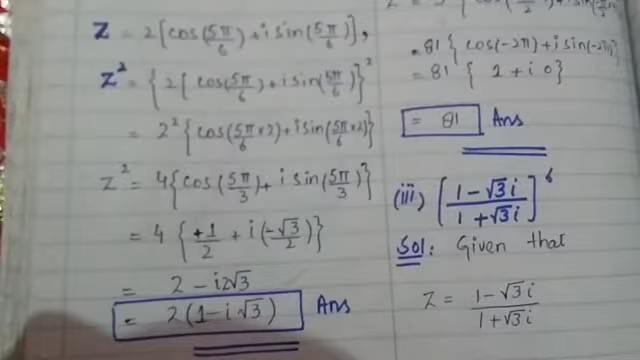 Z = 2[cos(5π/6)+i sin(5π/6)],
Z² = {2[cos(5π/6)+i sin(5π/6)}²
= 2²{cos(5π/6×2)+i sin(5π/6×2)}
Z² = 4{cos(5π/3)+i sin(5π/3)}
= 4{+1/2 + i(-√3/2)}
= 2 - i2√3
= 2(1-i√3) Ans
=81{cos(-2π)+i sin(-2π)}
= 81 { 1 + i 0}
= 81 Ans
(iii) [1-√3i / 1+√3i]⁶
Sol: Given that
Z = 1-√3i / 1+√3i